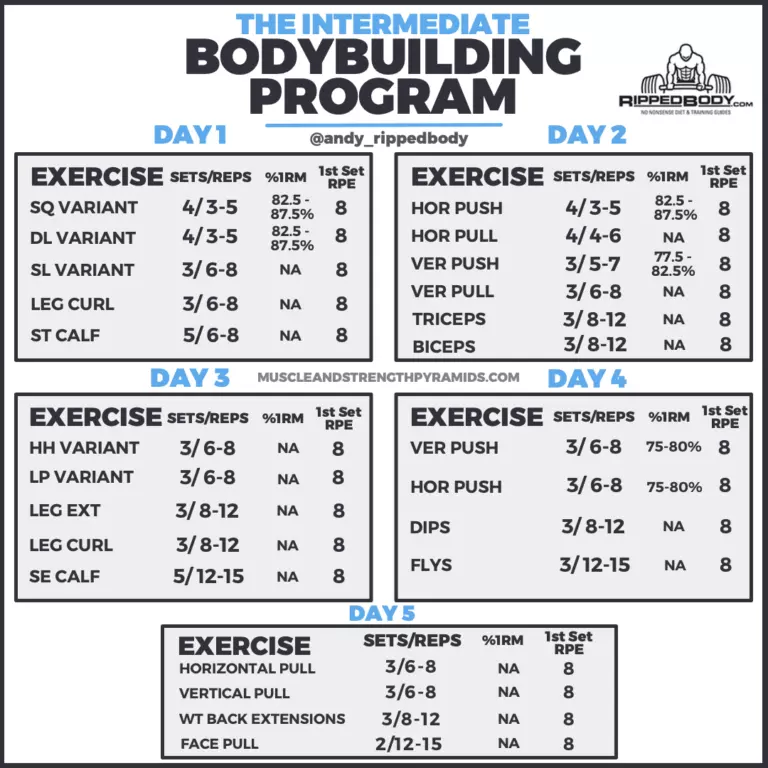 THE INTERMEDIATE
BODYBUILDING
PROGRAM
RIPPEDBODY.COM
NO NONSENSE DIET & TRAINING GUIDES
@andy_rippedbody
DAY 1
EXERCISE SETS/REPS %1RM 1st Set RPE
SQ VARIANT 4/3-5 82.5 - 87.5% 8
DL VARIANT 4/3-5 82.5 - 87.5% 8
SL VARIANT 3/6-8 NA 8
LEG CURL 3/6-8 NA 8
ST CALF 5/6-8 NA 8
DAY 2
EXERCISE SETS/REPS %1RM 1st Set RPE
HOR PUSH 4/3-5 82.5 - 87.5% 8
HOR PULL 4/4-6 NA 8
VER PUSH 3/5-7 77.5 - 82.5% 8
VER PULL 3/6-8 NA 8
TRICEPS 3/8-12 NA 8
BICEPS 3/8-12 NA 8
MUSCLEANDSTRENGTHPYRAMIDS.COM
DAY 3
EXERCISE SETS/REPS %1RM 1st Set RPE
HH VARIANT 3/6-8 NA 8
LP VARIANT 3/6-8 NA 8
LEG EXT 3/8-12 NA 8
LEG CURL 3/8-12 NA 8
SE CALF 5/12-15 NA 8
DAY 4
EXERCISE SETS/REPS %1RM 1st Set RPE
VER PUSH 3/6-8 75-80% 8
HOR PUSH 3/6-8 75-80% 8
DIPS 3/8-12 NA 8
FLYS 3/12-15 NA 8
DAY 5
EXERCISE SETS/REPS %1RM 1st Set RPE
HORIZONTAL PULL 3/6-8 NA 8
VERTICAL PULL 3/6-8 NA 8
WT BACK EXTENSIONS 3/8-12 NA 8
FACE PULL 2/12-15 NA 8